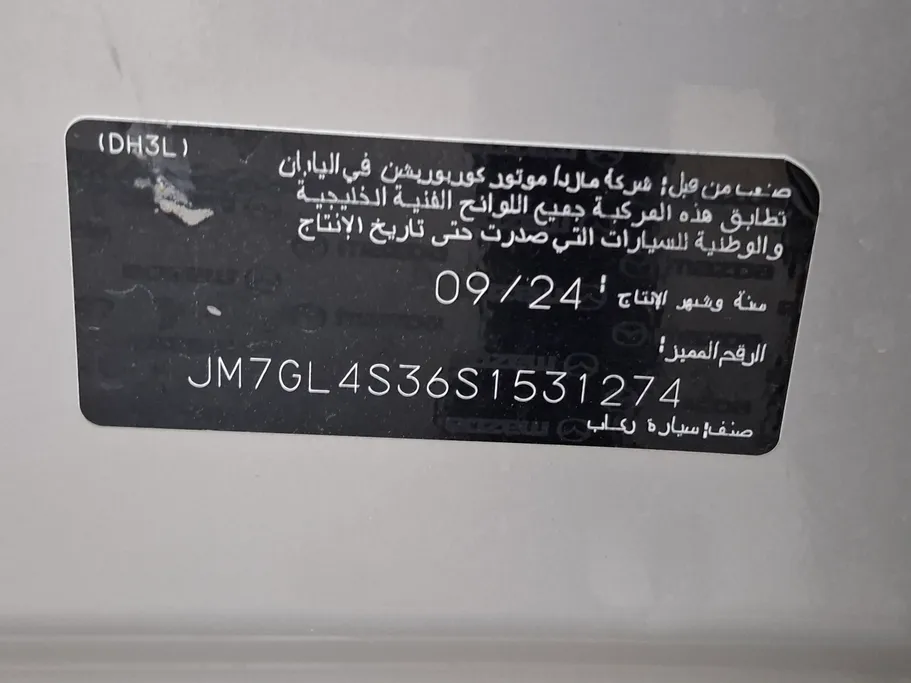 (DH3L)
صنعت من قبل: شركة مازدا موتور كوربوريشن في اليابان
تطابق هذه المركبة جميع اللوائح الفنية الخليجية
والوطنية للسيارات التي صدرت حتى تاريخ الإنتاج
سنة وشهر الإنتاج : 09/24
الرقم المميز:
JM7GL4S36S1531274
صنف: سيارة ركاب